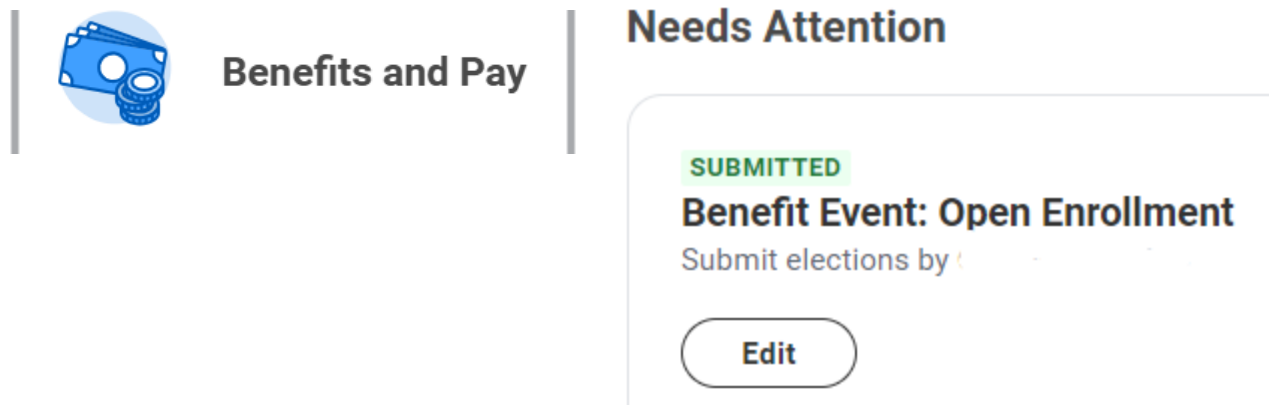 Benefits and Pay
Needs Attention
SUBMITTED
Benefit Event: Open Enrollment
Submit elections by
Edit